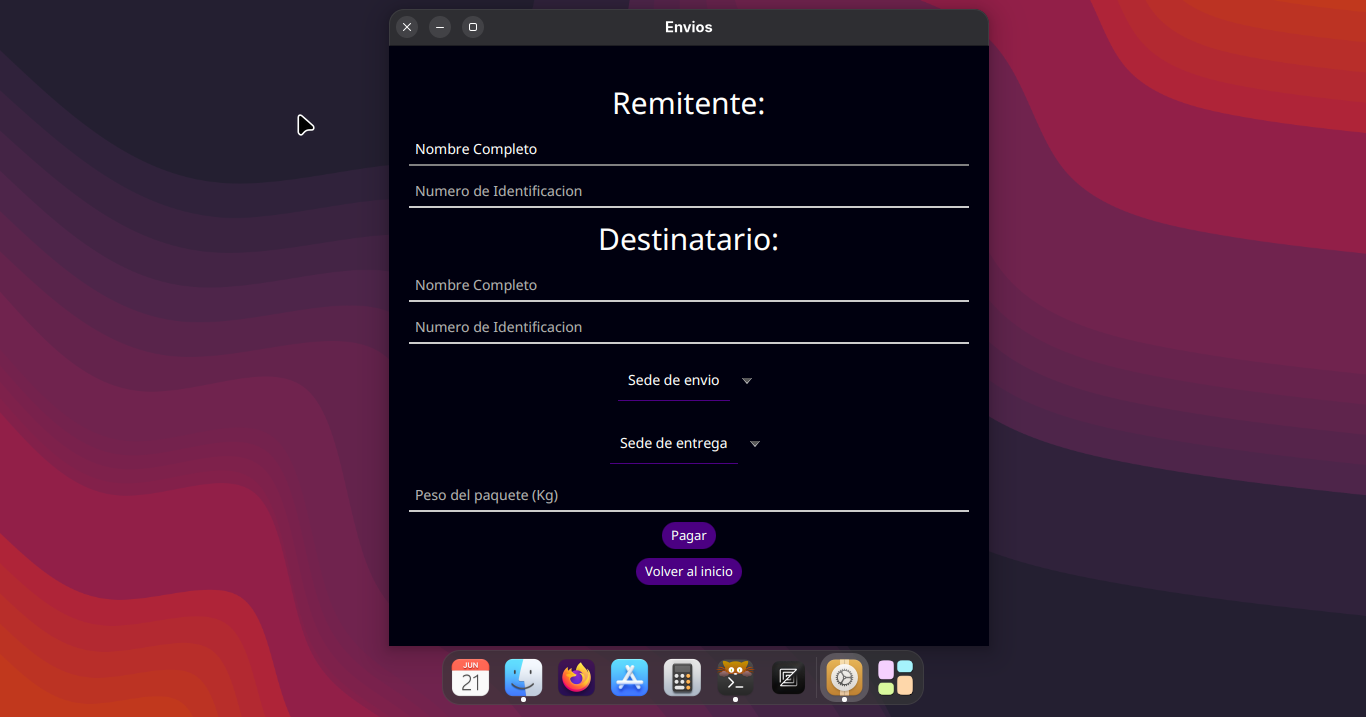 Envios
Remitente:
Nombre Completo
Numero de Identificacion
Destinatario:
Nombre Completo
Numero de Identificacion
Sede de envio
Sede de entrega
Peso del paquete (Kg)
Pagar
Volver al inicio
JUN
21